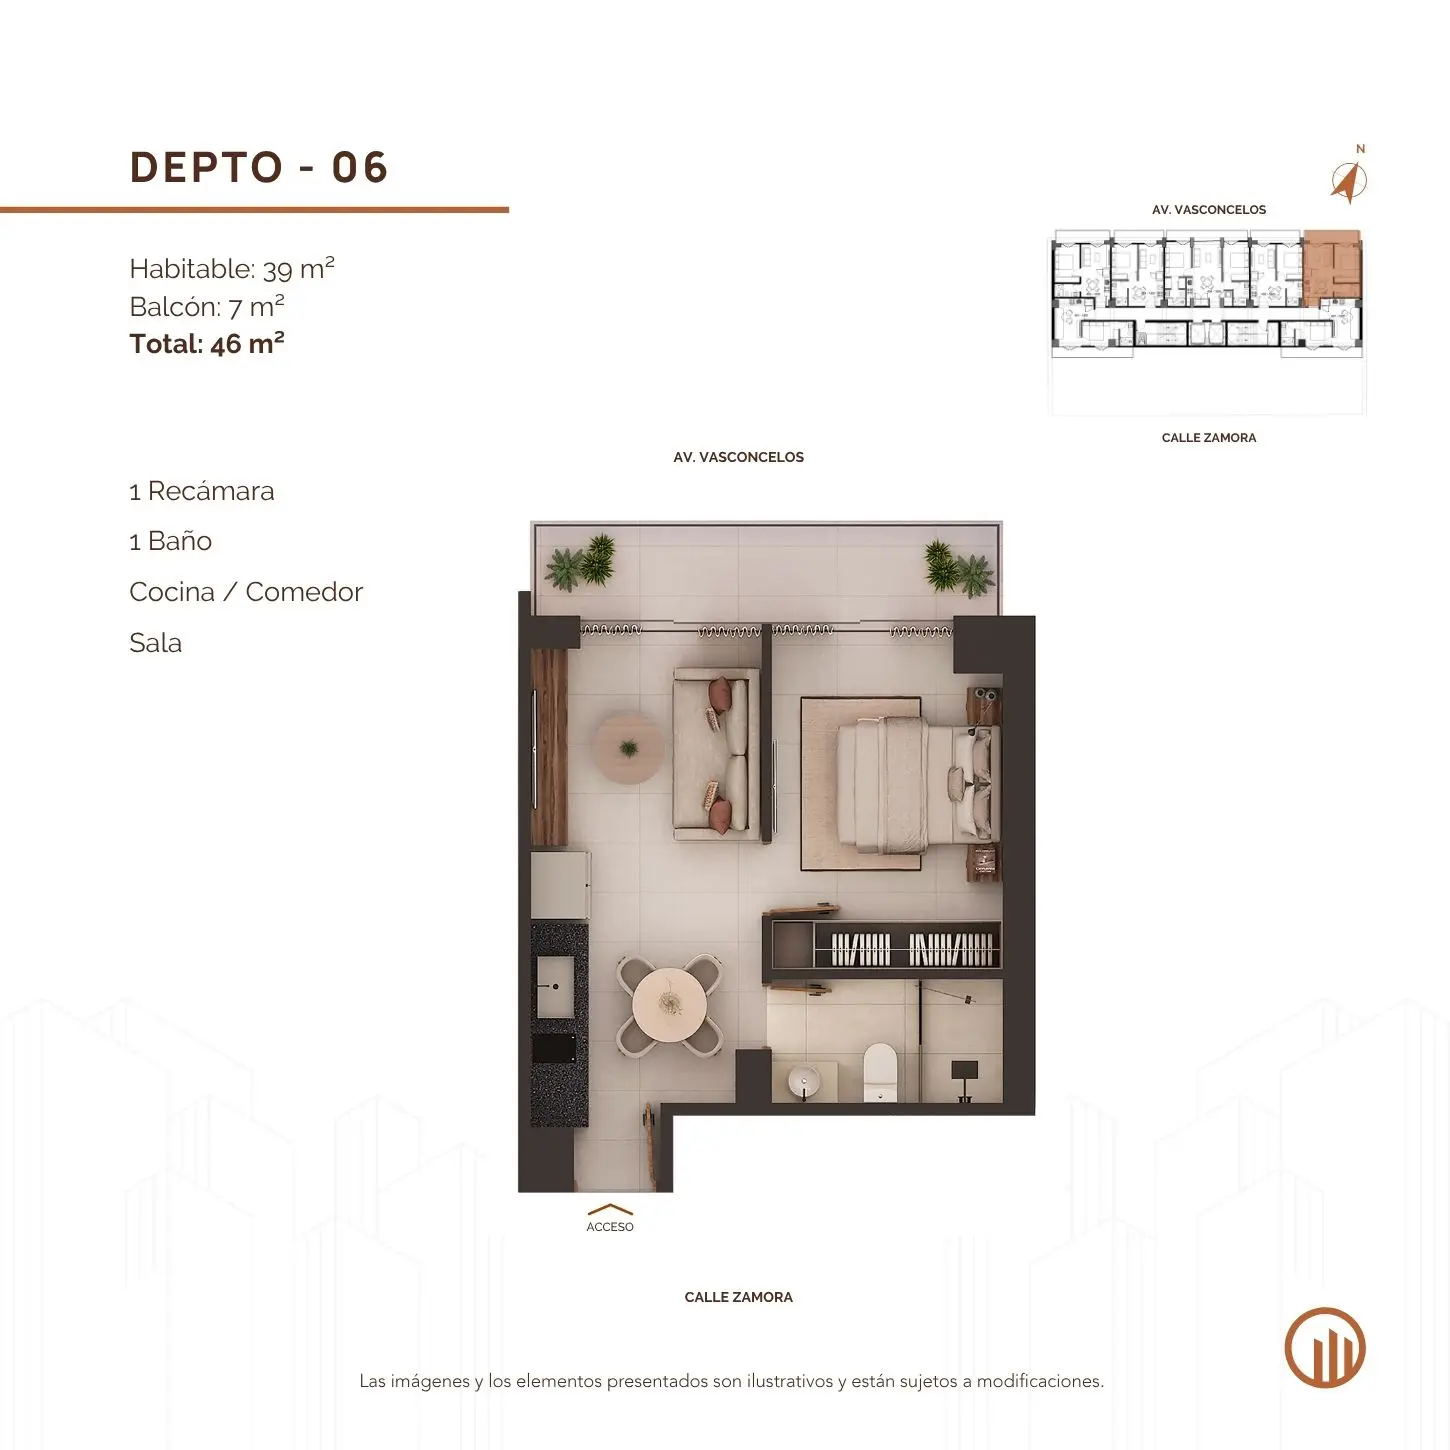 DEPTO - 06
Habitable: 39 m²
Balcón: 7 m²
Total: 46 m²
1 Recámara
1 Baño
Cocina / Comedor
Sala
N
AV. VASCONCELOS
CALLE ZAMORA
AV. VASCONCELOS
ACCESO
CALLE ZAMORA
Las imágenes y los elementos presentados son ilustrativos y están sujetos a modificaciones.